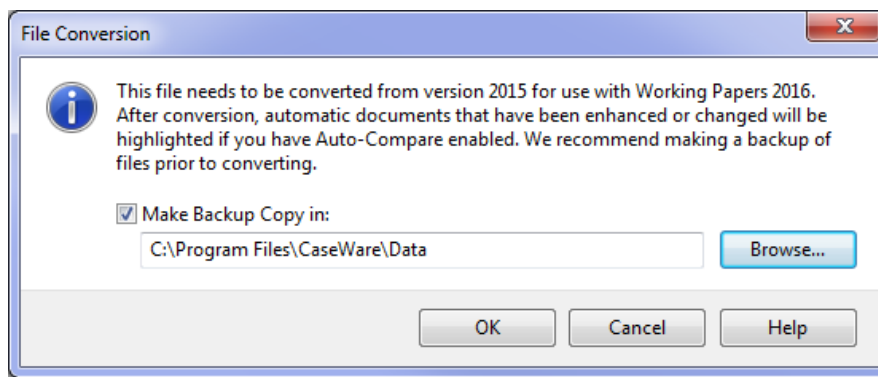 File Conversion
This file needs to be converted from version 2015 for use with Working Papers 2016.
After conversion, automatic documents that have been enhanced or changed will be
highlighted if you have Auto-Compare enabled. We recommend making a backup of
files prior to converting.
Make Backup Copy in:
C:\Program Files\CaseWare\Data Browse...
OK Cancel Help